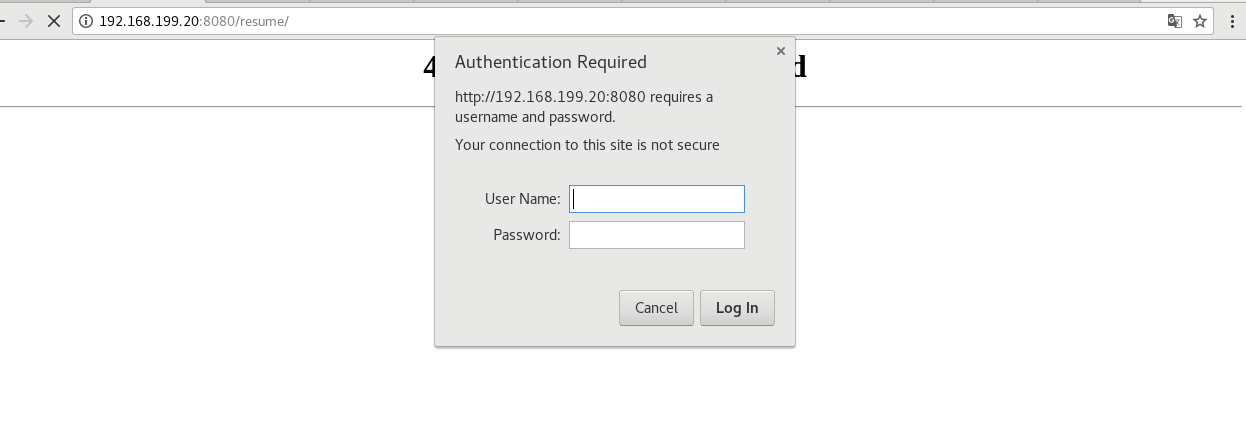 192.168.199.20:8080/resume/
Authentication Required
4 d
http://192.168.199.20:8080 requires a
username and password.
Your connection to this site is not secure
User Name:
Password:
Cancel Log In